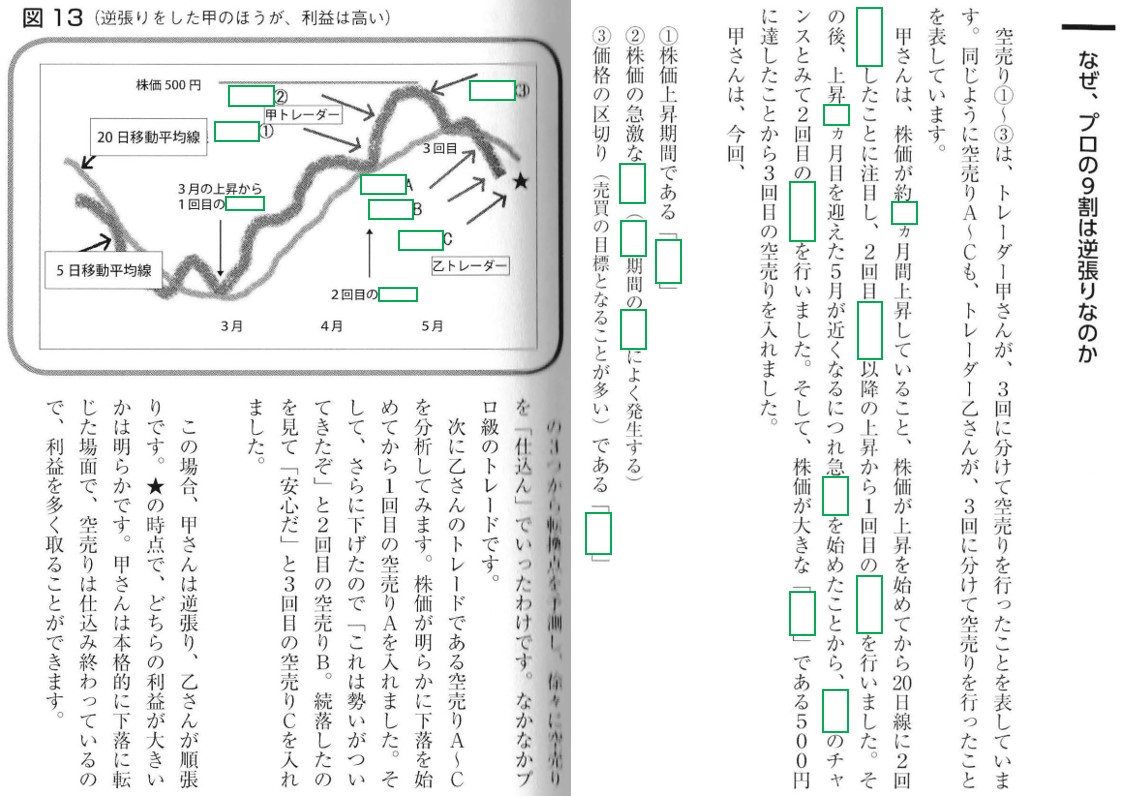 なぜ、プロの9割は逆張りなのか
空売り①〜③は、トレーダー甲さんが、3回に分けて空売りを行ったことを表していま
す。同じように空売りA〜Cも、トレーダー乙さんが、3回に分けて空売りを行ったこと
を表しています。
甲さんは、株価が約ヵ月間上昇していること、株価が上昇を始めてから20日線に2回
したことに注目し、2回目以降の上昇から1回目のを行いました。そ
の後、上昇ヵ月目を迎えた5月が近くなるにつれ急を始めたことから、のチャ
ンスとみて2回目のを行いました。そして、株価が大きな「」である500円
に達したことから3回目の空売りを入れました。
甲さんは、今回、
①株価上昇期間である「」
②株価の急激な（期間のによく発生する）
③価格の区切り（売買の目標となることが多い）である「」
図13（逆張りをした甲のほうが、利益は高い）
株価500円
②
③
甲トレーダー
①
20日移動平均線
3回目
A
★
3月の上昇から
1回目の
B
C
5日移動平均線
乙トレーダー
2回目の
3月
4月
5月
の3つから転換点を予測し、徐々に空売り
を「仕込ん」でいったわけです。なかなかプ
ロ級のトレードです。
次に乙さんのトレードである空売りA〜C
を分析してみます。株価が明らかに下落を始
めてから1回目の空売りAを入れました。そ
して、さらに下げたので「これは勢いがつい
てきたぞ」と2回目の空売りB。続落したの
を見て「安心だ」と3回目の空売りCを入れ
ました。
この場合、甲さんは逆張り、乙さんが順張
りです。★の時点で、どちらの利益が大きい
かは明らかです。甲さんは本格的に下落に転
じた場面で、空売りは仕込み終わっているの
で、利益を多く取ることができます。